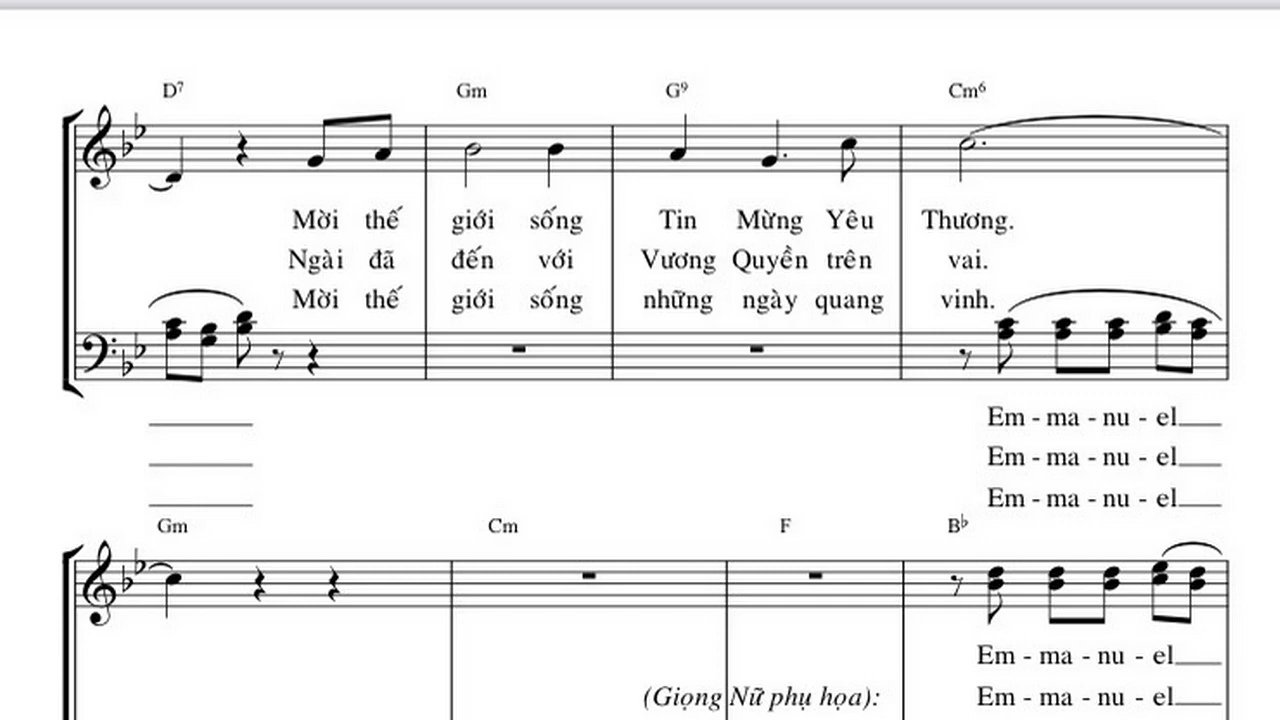 D7 Gm G9 Cm6
Mời thế giới sống Tin Mừng Yêu Thương.
Ngài đã đến với Vương Quyền trên vai.
Mời thế giới sống những ngày quang vinh.
Em - ma - nu - el
Em - ma - nu - el
Em - ma - nu - el
Gm Cm F B♭
Em - ma - nu - el
(Giọng Nữ phụ họa): Em - ma - nu - el